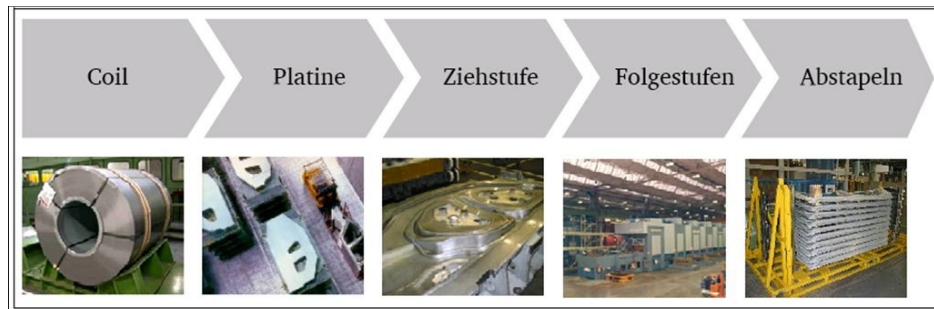 Coil
Platine
Ziehstufe
Folgestufen
Abstapeln